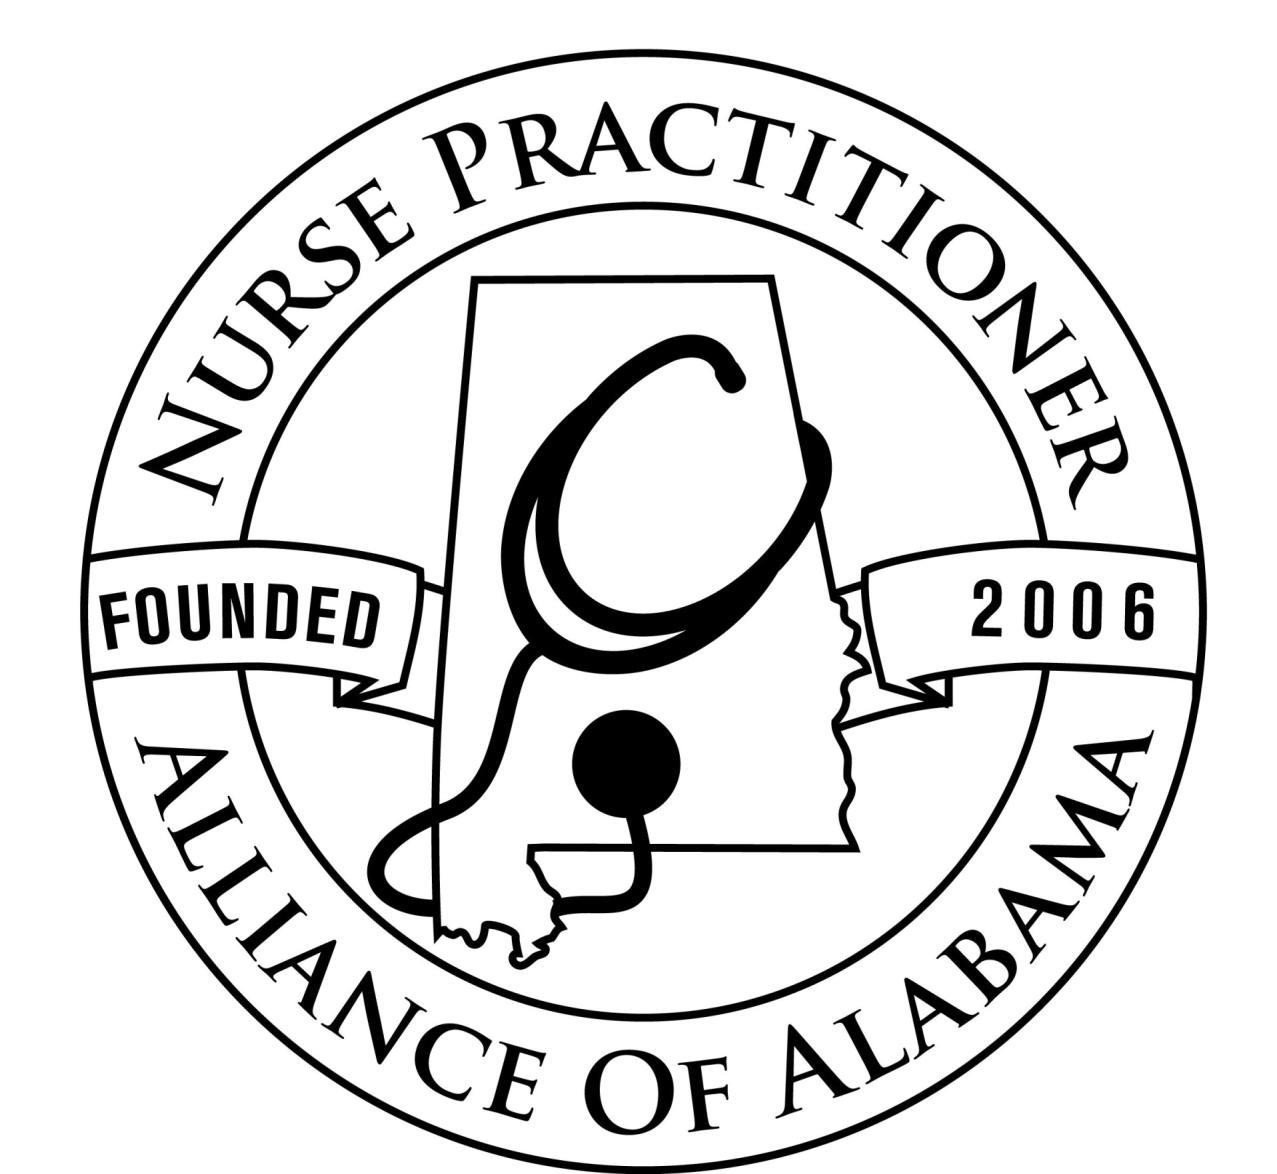 Nurse Practitioner
FOUNDED 2006
Alliance Of Alabama